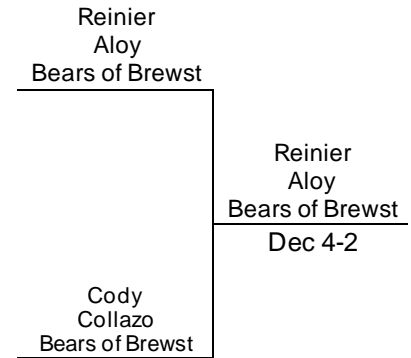 Reinier
Aloy
Bears of Brewst
Reinier
Aloy
Bears of Brewst
Dec 4-2
Cody
Collazo
Bears of Brewst